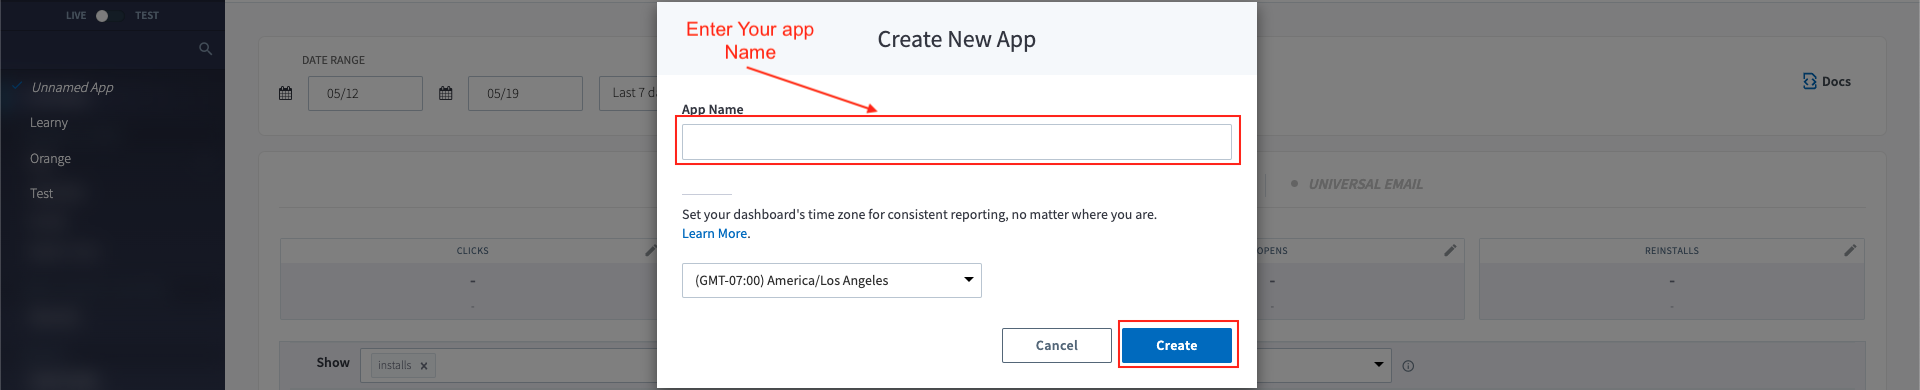 LIVE TEST
Unnamed App
Learny
Orange
Test
DATE RANGE
05/12
05/19
Last 7 d
Docs
UNIVERSAL EMAIL
CLICKS
-
-
OPENS
-
-
REINSTALLS
-
-
Show
installs x
Enter Your app
Name
Create New App
App Name
Set your dashboard's time zone for consistent reporting, no matter where you are.
Learn More.
(GMT-07:00) America/Los Angeles
Cancel
Create